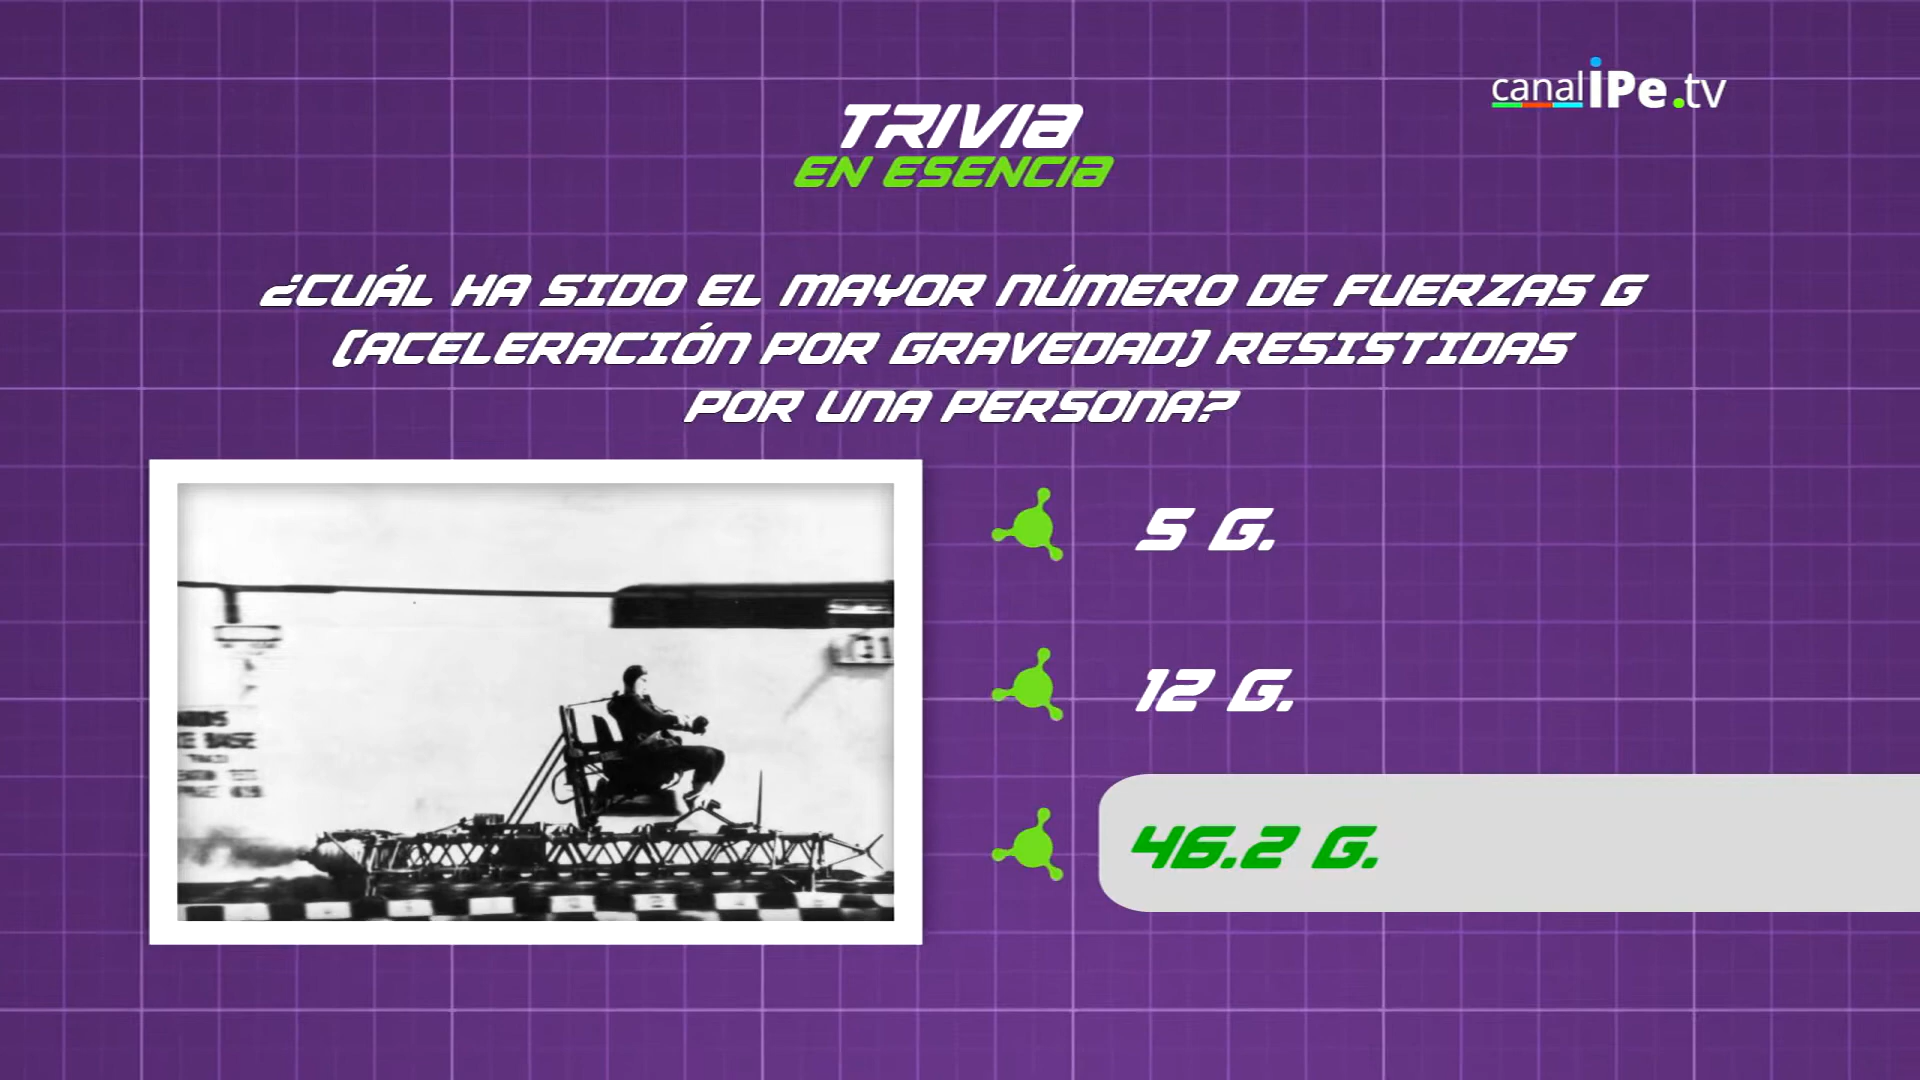 canaliPe.tv
TRIVIA
EN ESENCIA
¿CUÁL HA SIDO EL MAYOR NÚMERO DE FUERZAS G
(ACELERACIÓN POR GRAVEDAD) RESISTIDAS
POR UNA PERSONA?
5 G.
12 G.
46.2 G.
BASE